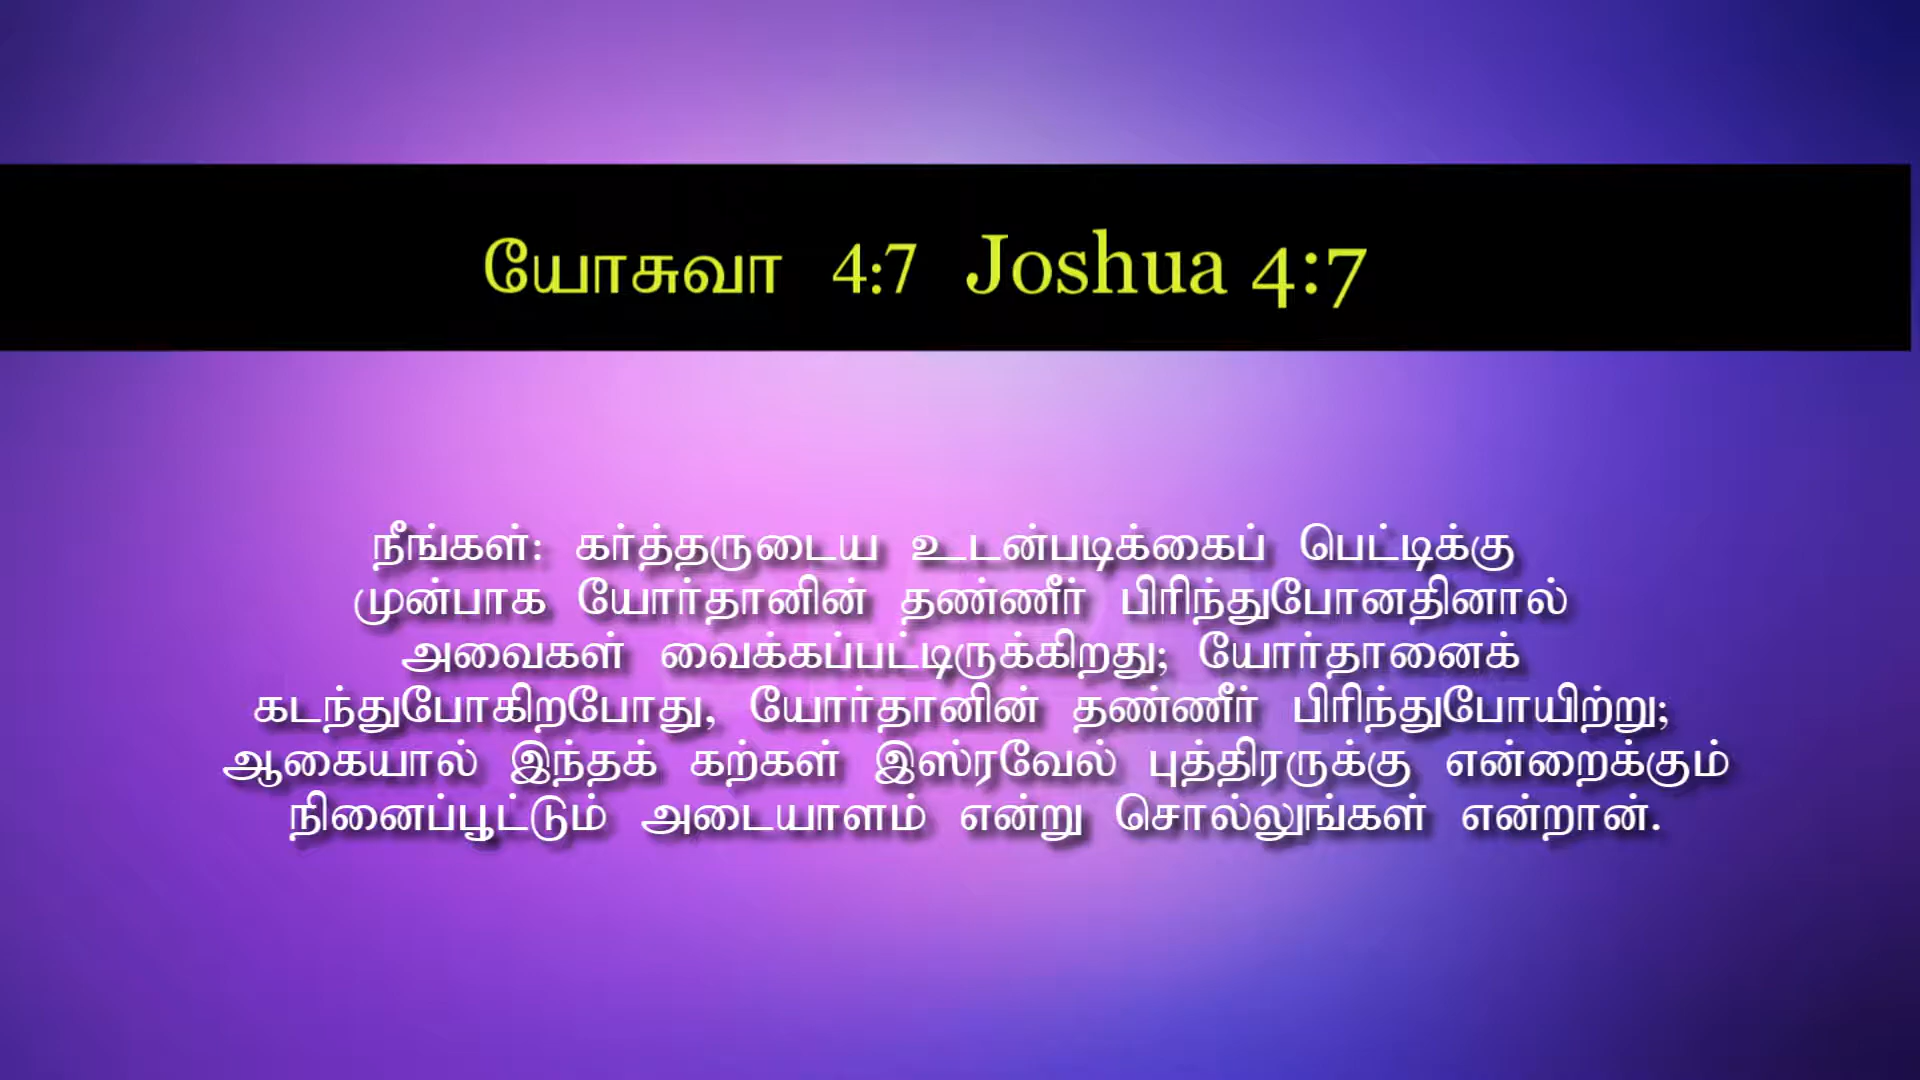 யோசுவா 4:7 Joshua 4:7
நீங்கள்: கர்த்தருடைய உடன்படிக்கைப் பெட்டிக்கு
முன்பாக யோர்தானின் தண்ணீர் பிரிந்துபோனதினால்
அவைகள் வைக்கப்பட்டிருக்கிறது; யோர்தானைக்
கடந்துபோகிறபோது, யோர்தானின் தண்ணீர் பிரிந்துபோயிற்று;
ஆகையால் இந்தக் கற்கள் இஸ்ரவேல் புத்திரருக்கு என்றைக்கும்
நினைப்பூட்டும் அடையாளம் என்று சொல்லுங்கள் என்றான்.